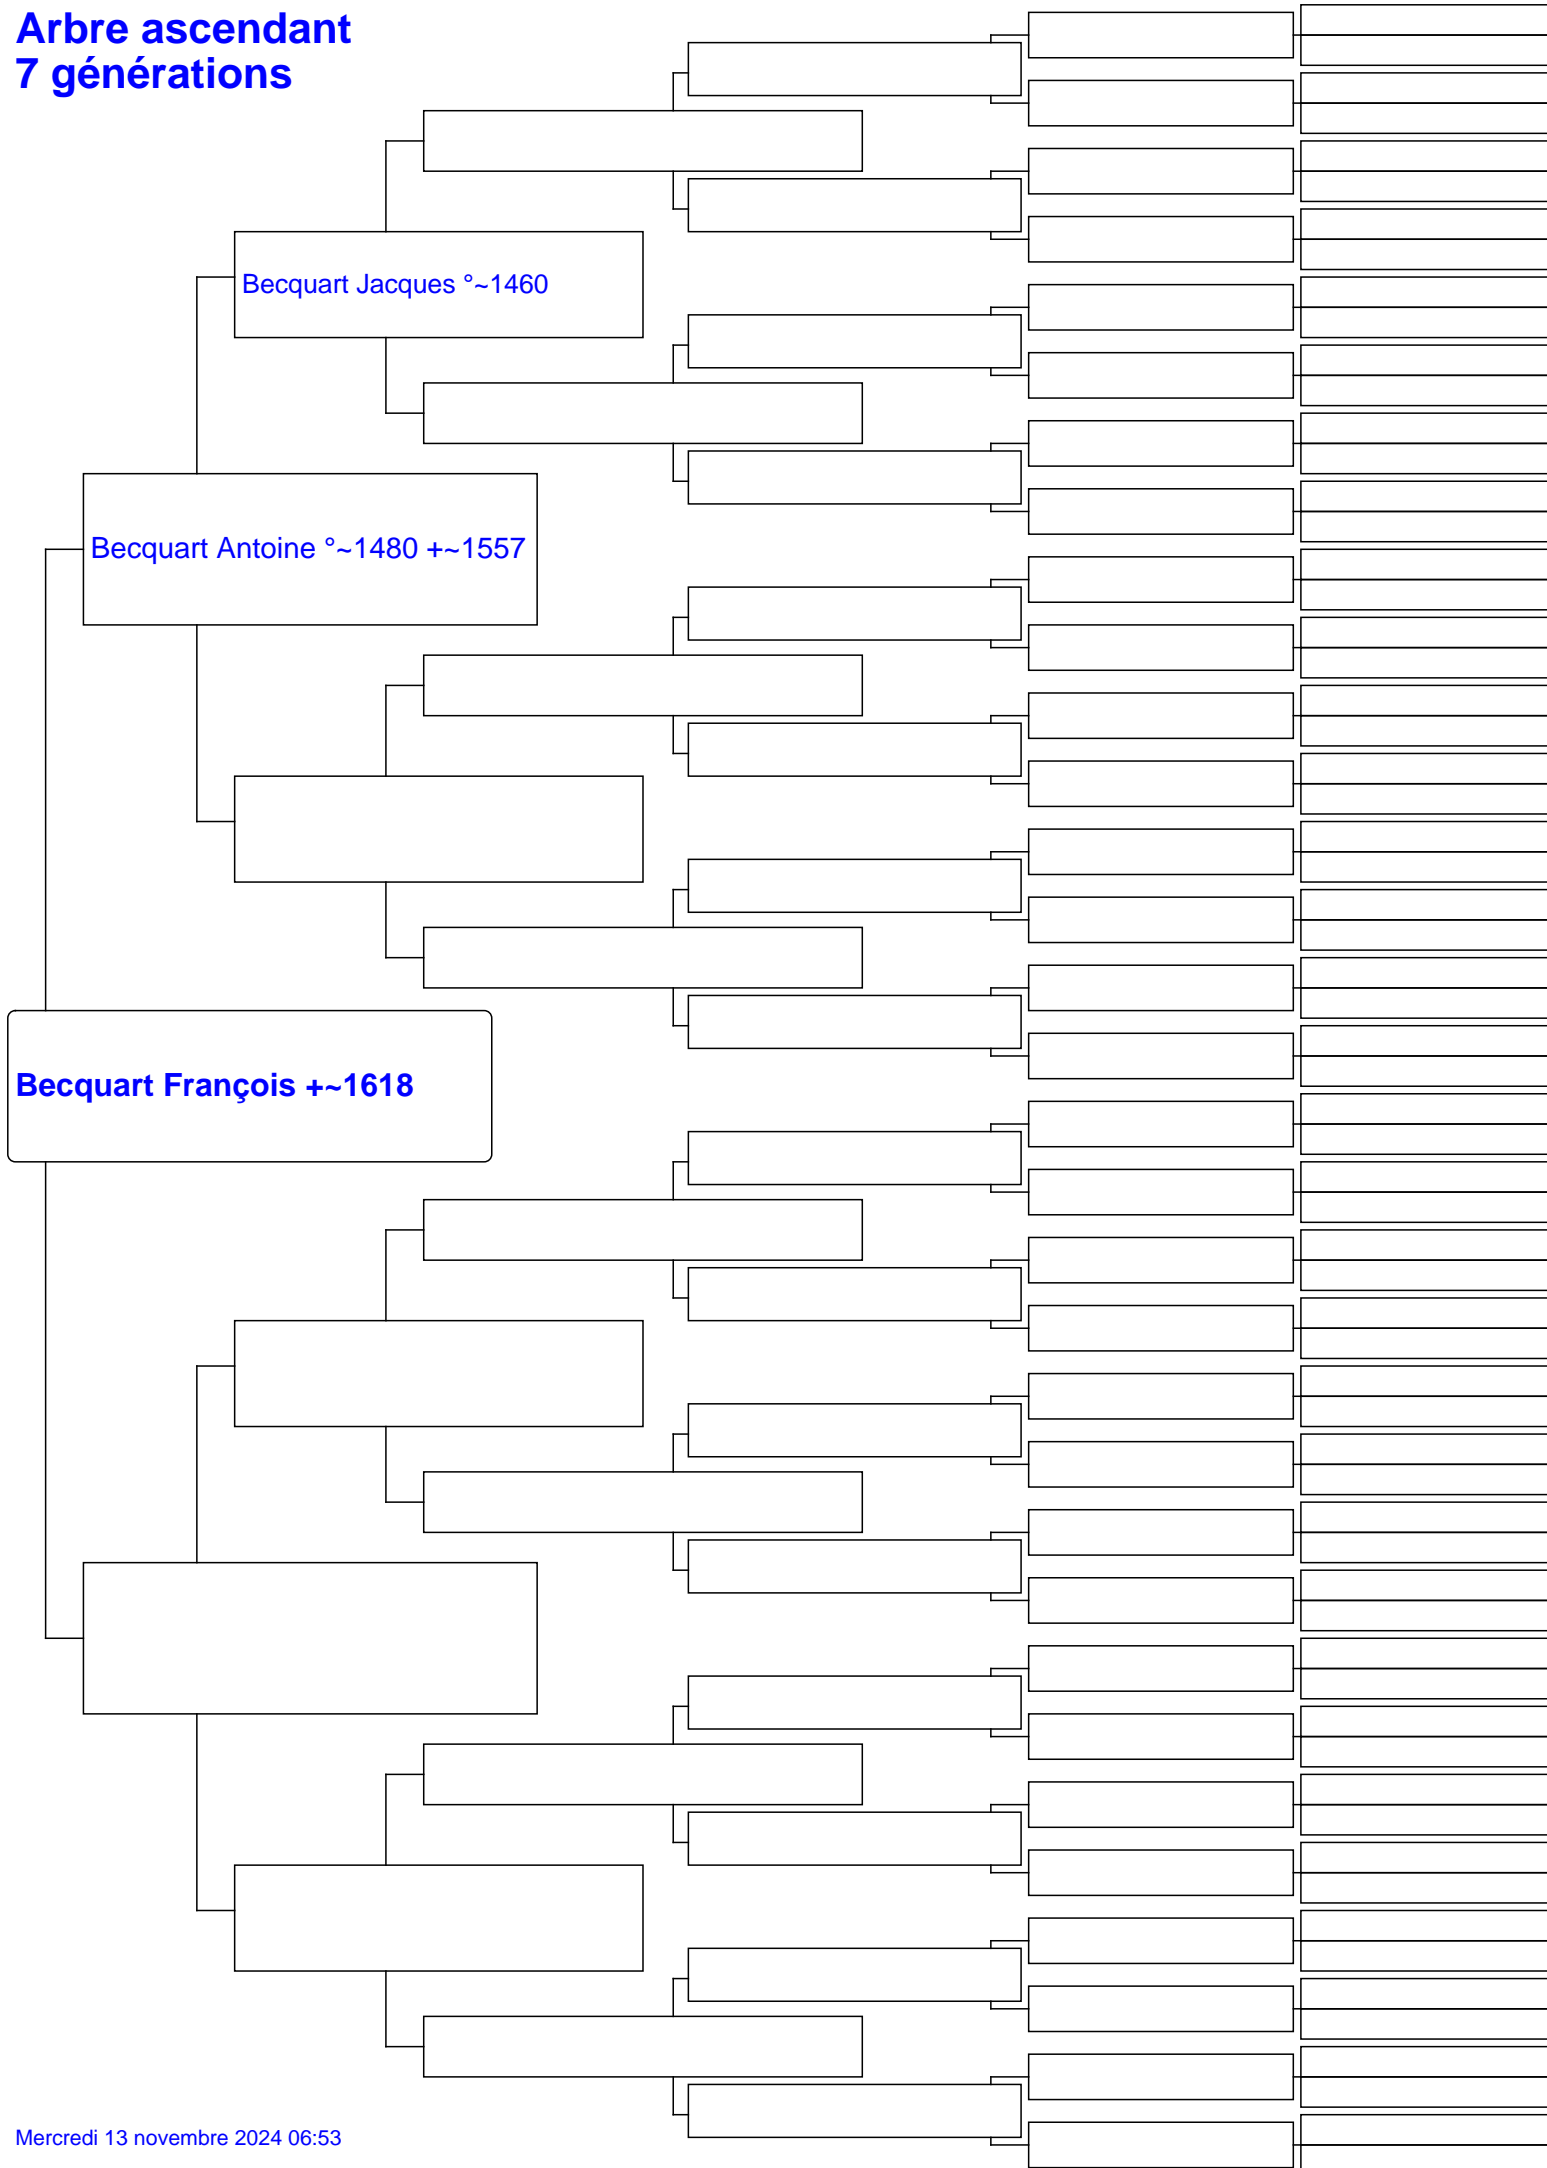 Arbre ascendant
7 générations
Becquart Jacques °~1460
Becquart Antoine °~1480 +~1557
Becquart François +~1618
Mercredi 13 novembre 2024 06:53